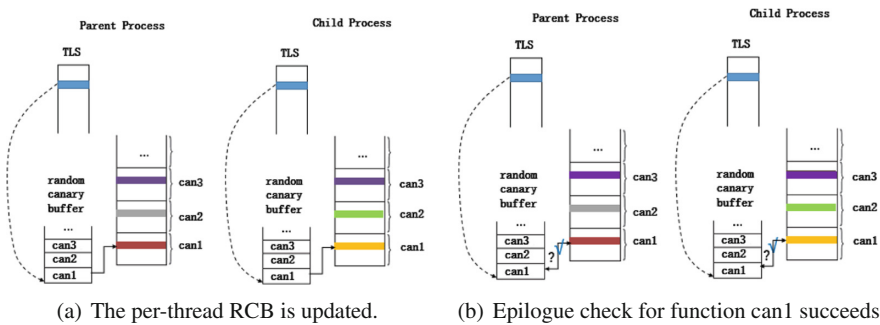 Parent Process
TLS
...
can3
can2
can1
random
canary
buffer
...
can3
can2
can1
Child Process
TLS
...
can3
can2
can1
random
canary
buffer
...
can3
can2
can1
(a) The per-thread RCB is updated.
Parent Process
TLS
...
can3
can2
can1
random
canary
buffer
...
can3
can2
can1
?
Child Process
TLS
...
can3
can2
can1
random
canary
buffer
...
can3
can2
can1
?
(b) Epilogue check for function can1 succeeds